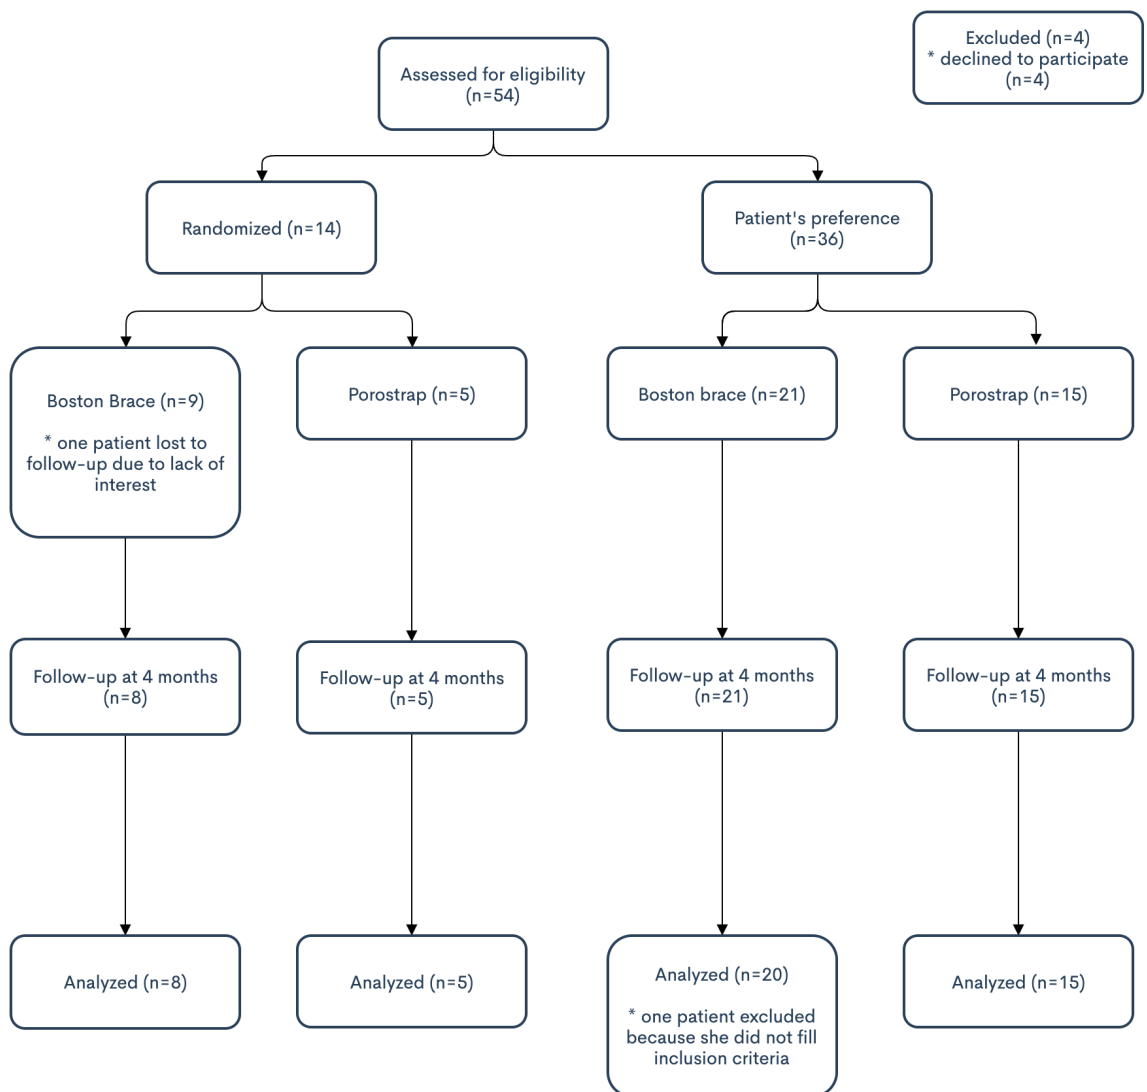 Excluded (n=4)
* declined to participate
(n=4)
Assessed for eligibility
(n=54)
Randomized (n=14)
Patient's preference
(n=36)
Boston Brace (n=9)
* one patient lost to
follow-up due to lack of
interest
Porostrap (n=5)
Boston brace (n=21)
Porostrap (n=15)
Follow-up at 4 months
(n=8)
Follow-up at 4 months
(n=5)
Follow-up at 4 months
(n=21)
Follow-up at 4 months
(n=15)
Analyzed (n=8)
Analyzed (n=5)
Analyzed (n=20)
* one patient excluded
because she did not fill
inclusion criteria
Analyzed (n=15)